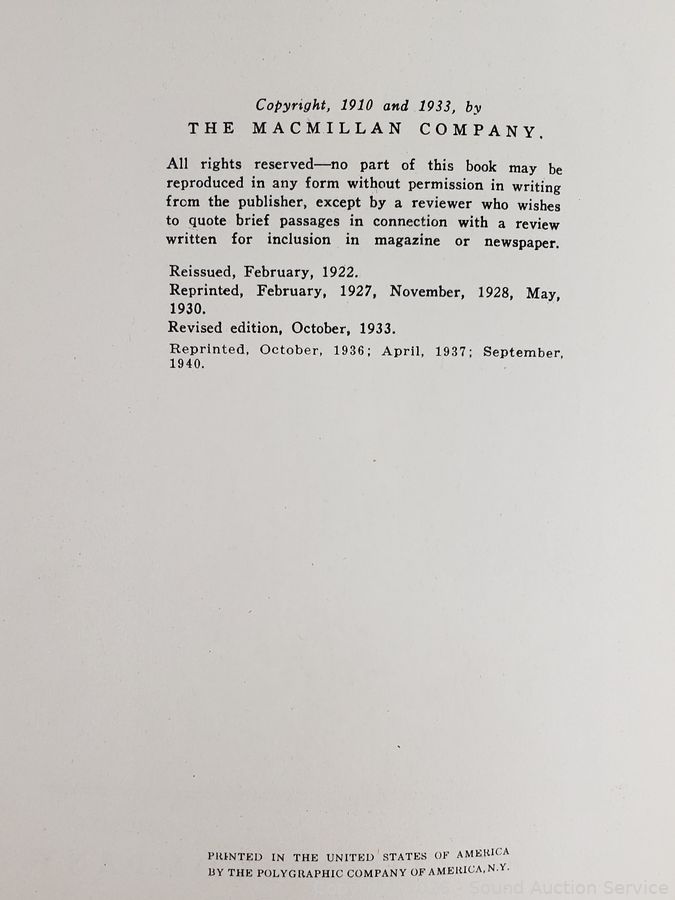 Copyright, 1910 and 1933, by
THE MACMILLAN COMPANY.
All rights reserved—no part of this book may be
reproduced in any form without permission in writing
frcm the publisher, except by a reviewer who wishes
to quote brief passages in connection with a review
written for inclusion in magazine or newspaper.
Reissued, February, 1922.
Reprinted, February, 1927, November, 1928, May,
1930.
Revised edition, October, 1933.
Reprinted, October, 1936; April, 1937; September,
1940.
PRINTED IN THE UNITED STATES OF AMERICA
BY THE POLYGRAPHIC COMPANY OF AMERICA, N.Y.
Sound Auction Service